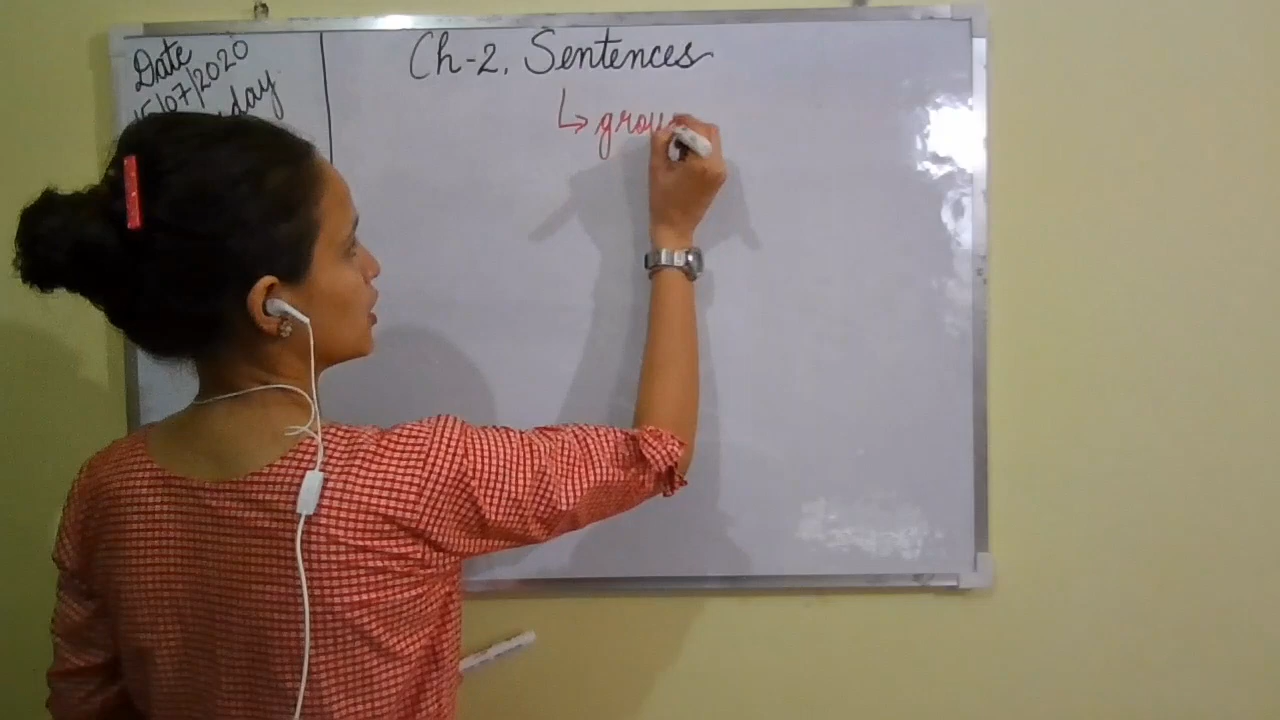 Date
15/07/2020
Ch-2. Sentences
↳ grou